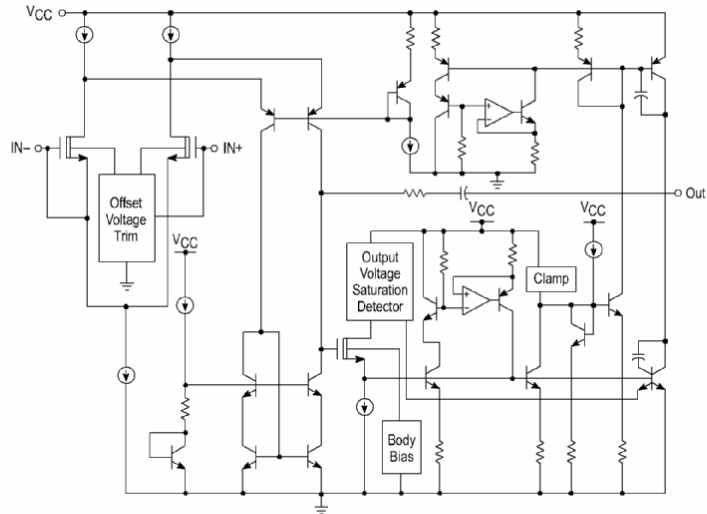 VCC
IN−
IN+
Offset
Voltage
Trim
Out
VCC
VCC
VCC
Output
Voltage
Saturation
Detector
+
−
+
−
Clamp
Body
Bias